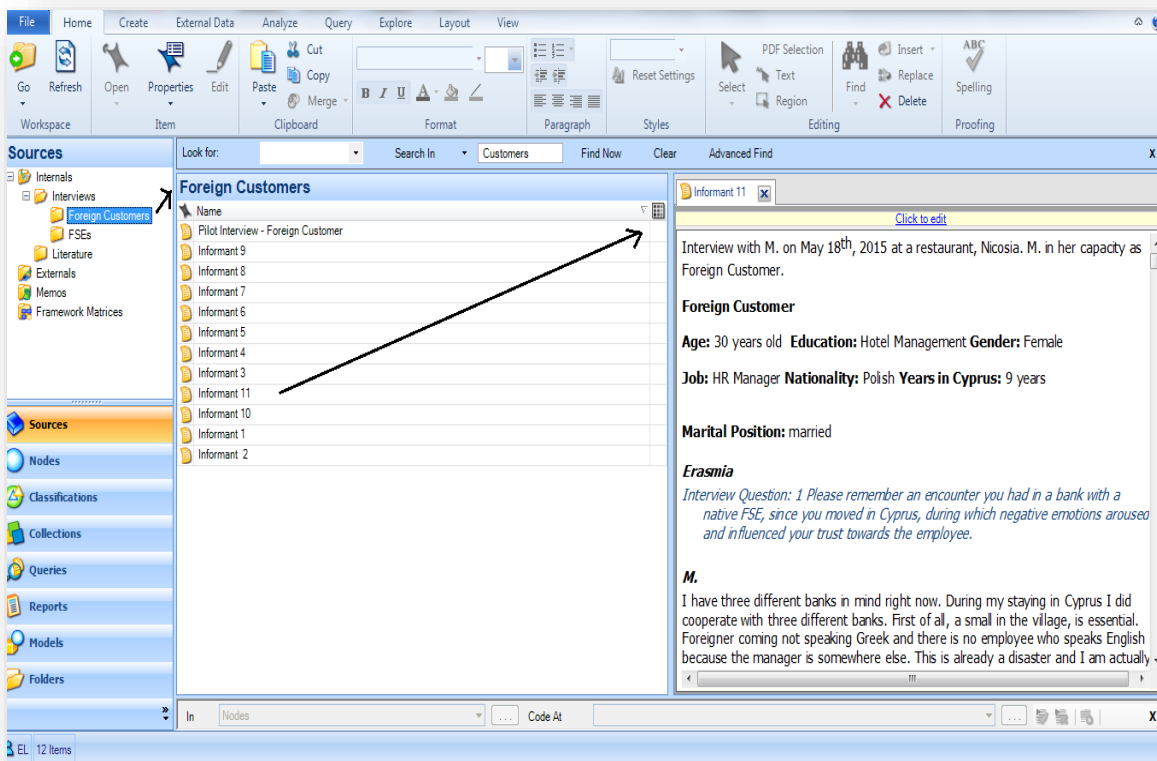 File Home Create External Data Analyze Query Explore Layout View
Go Refresh Open Properties Edit Paste Cut Copy Merge
B I U A
Reset Settings
Select PDF Selection Text Region Find Insert Replace Delete
ABC Spelling
Workspace Item Clipboard Format Paragraph Styles Editing Proofing
Sources
Look for: Search In Customers Find Now Clear Advanced Find x
Internals
Interviews
Foreign Customers
FSEs
Literature
Externals
Memos
Framework Matrices
Sources
Nodes
Classifications
Collections
Queries
Reports
Models
Folders
Foreign Customers
Name
Pilot Interview - Foreign Customer
Informant 9
Informant 8
Informant 7
Informant 6
Informant 5
Informant 4
Informant 3
Informant 11
Informant 10
Informant 1
Informant 2
Informant 11
Click to edit
Interview with M. on May 18th, 2015 at a restaurant, Nicosia. M. in her capacity as
Foreign Customer.
Foreign Customer
Age: 30 years old Education: Hotel Management Gender: Female
Job: HR Manager Nationality: Polish Years in Cyprus: 9 years
Marital Position: married
Erasmia
Interview Question: 1 Please remember an encounter you had in a bank with a
native FSE, since you moved in Cyprus, during which negative emotions aroused
and influenced your trust towards the employee.
M.
I have three different banks in mind right now. During my staying in Cyprus I did
cooperate with three different banks. First of all, a small in the village, is essential.
Foreigner coming not speaking Greek and there is no employee who speaks English
because the manager is somewhere else. This is already a disaster and I am actually
In Nodes ... Code At ... x
EL 12 Items